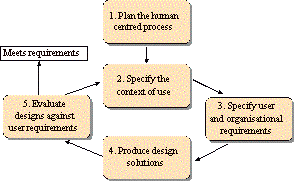 1. Plan the human
centred process
Meets requirements
2. Specify the
context of use
3. Specify user
and organisational
requirements
4. Produce design
solutions
5. Evaluate
designs against
user requirements